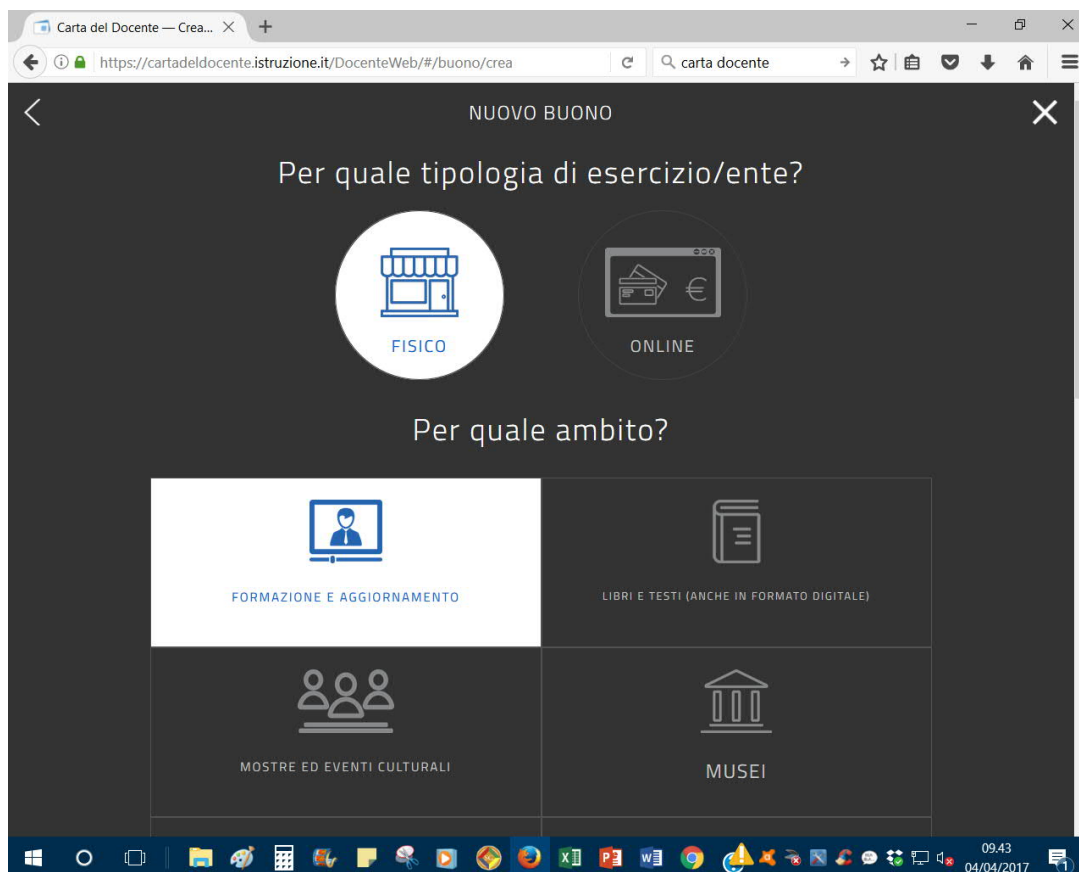 Carta del Docente — Crea...
https://cartadeldocente.istruzione.it/DocenteWeb/#/buono/crea
carta docente
NUOVO BUONO
Per quale tipologia di esercizio/ente?
€
FISICO
ONLINE
Per quale ambito?
FORMAZIONE E AGGIORNAMENTO
LIBRI E TESTI (ANCHE IN FORMATO DIGITALE)
MOSTRE ED EVENTI CULTURALI
MUSEI
09.43
04/04/2017
1